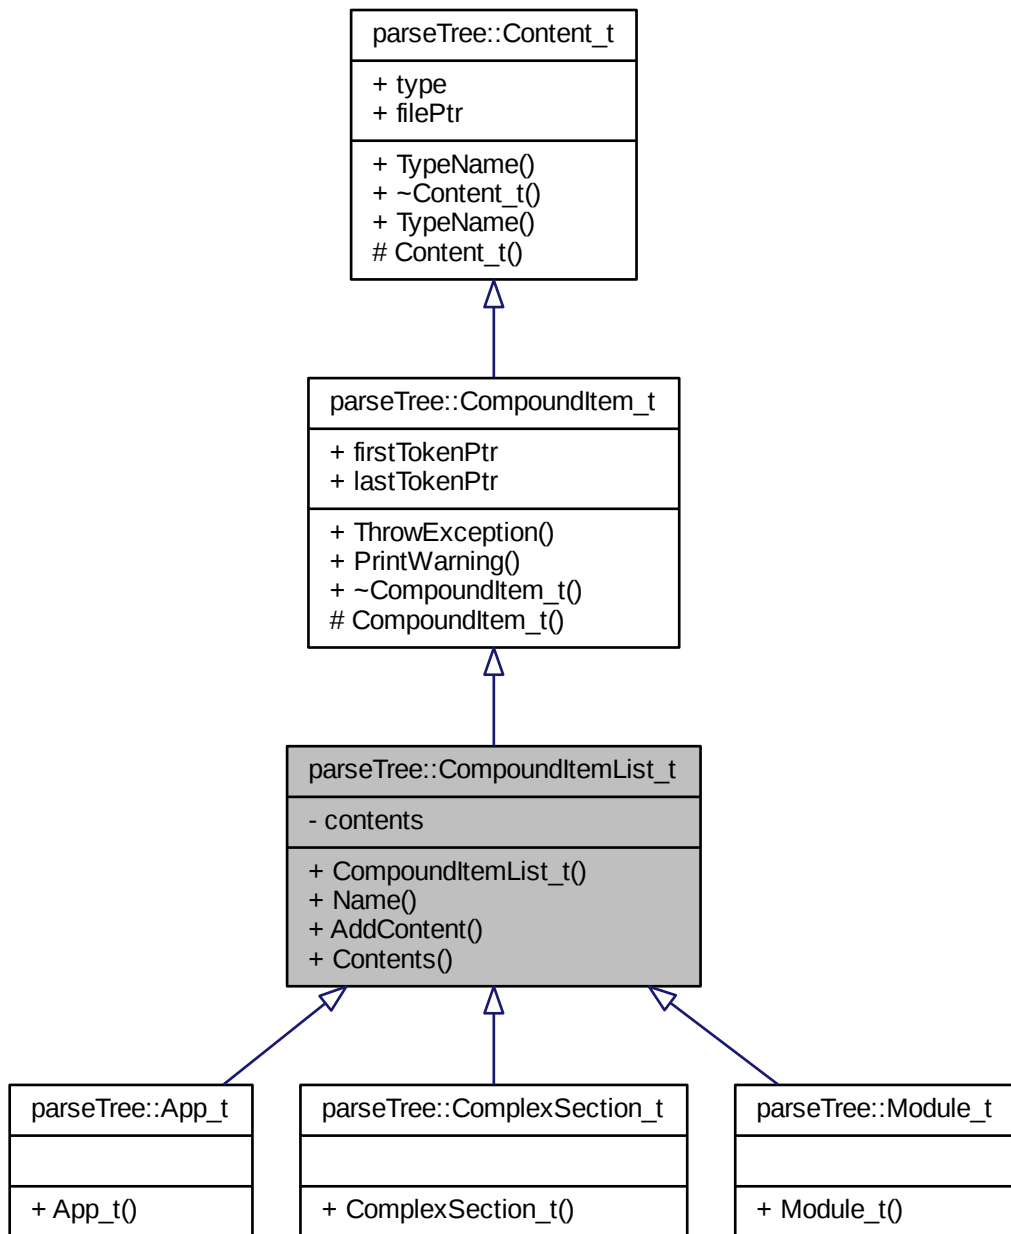 parseTree::Content_t
+ type
+ filePtr
+ TypeName()
+ ~Content_t()
+ TypeName()
# Content_t()
parseTree::CompoundItem_t
+ firstTokenPtr
+ lastTokenPtr
+ ThrowException()
+ PrintWarning()
+ ~CompoundItem_t()
# CompoundItem_t()
parseTree::CompoundItemList_t
- contents
+ CompoundItemList_t()
+ Name()
+ AddContent()
+ Contents()
parseTree::App_t
+ App_t()
parseTree::ComplexSection_t
+ ComplexSection_t()
parseTree::Module_t
+ Module_t()